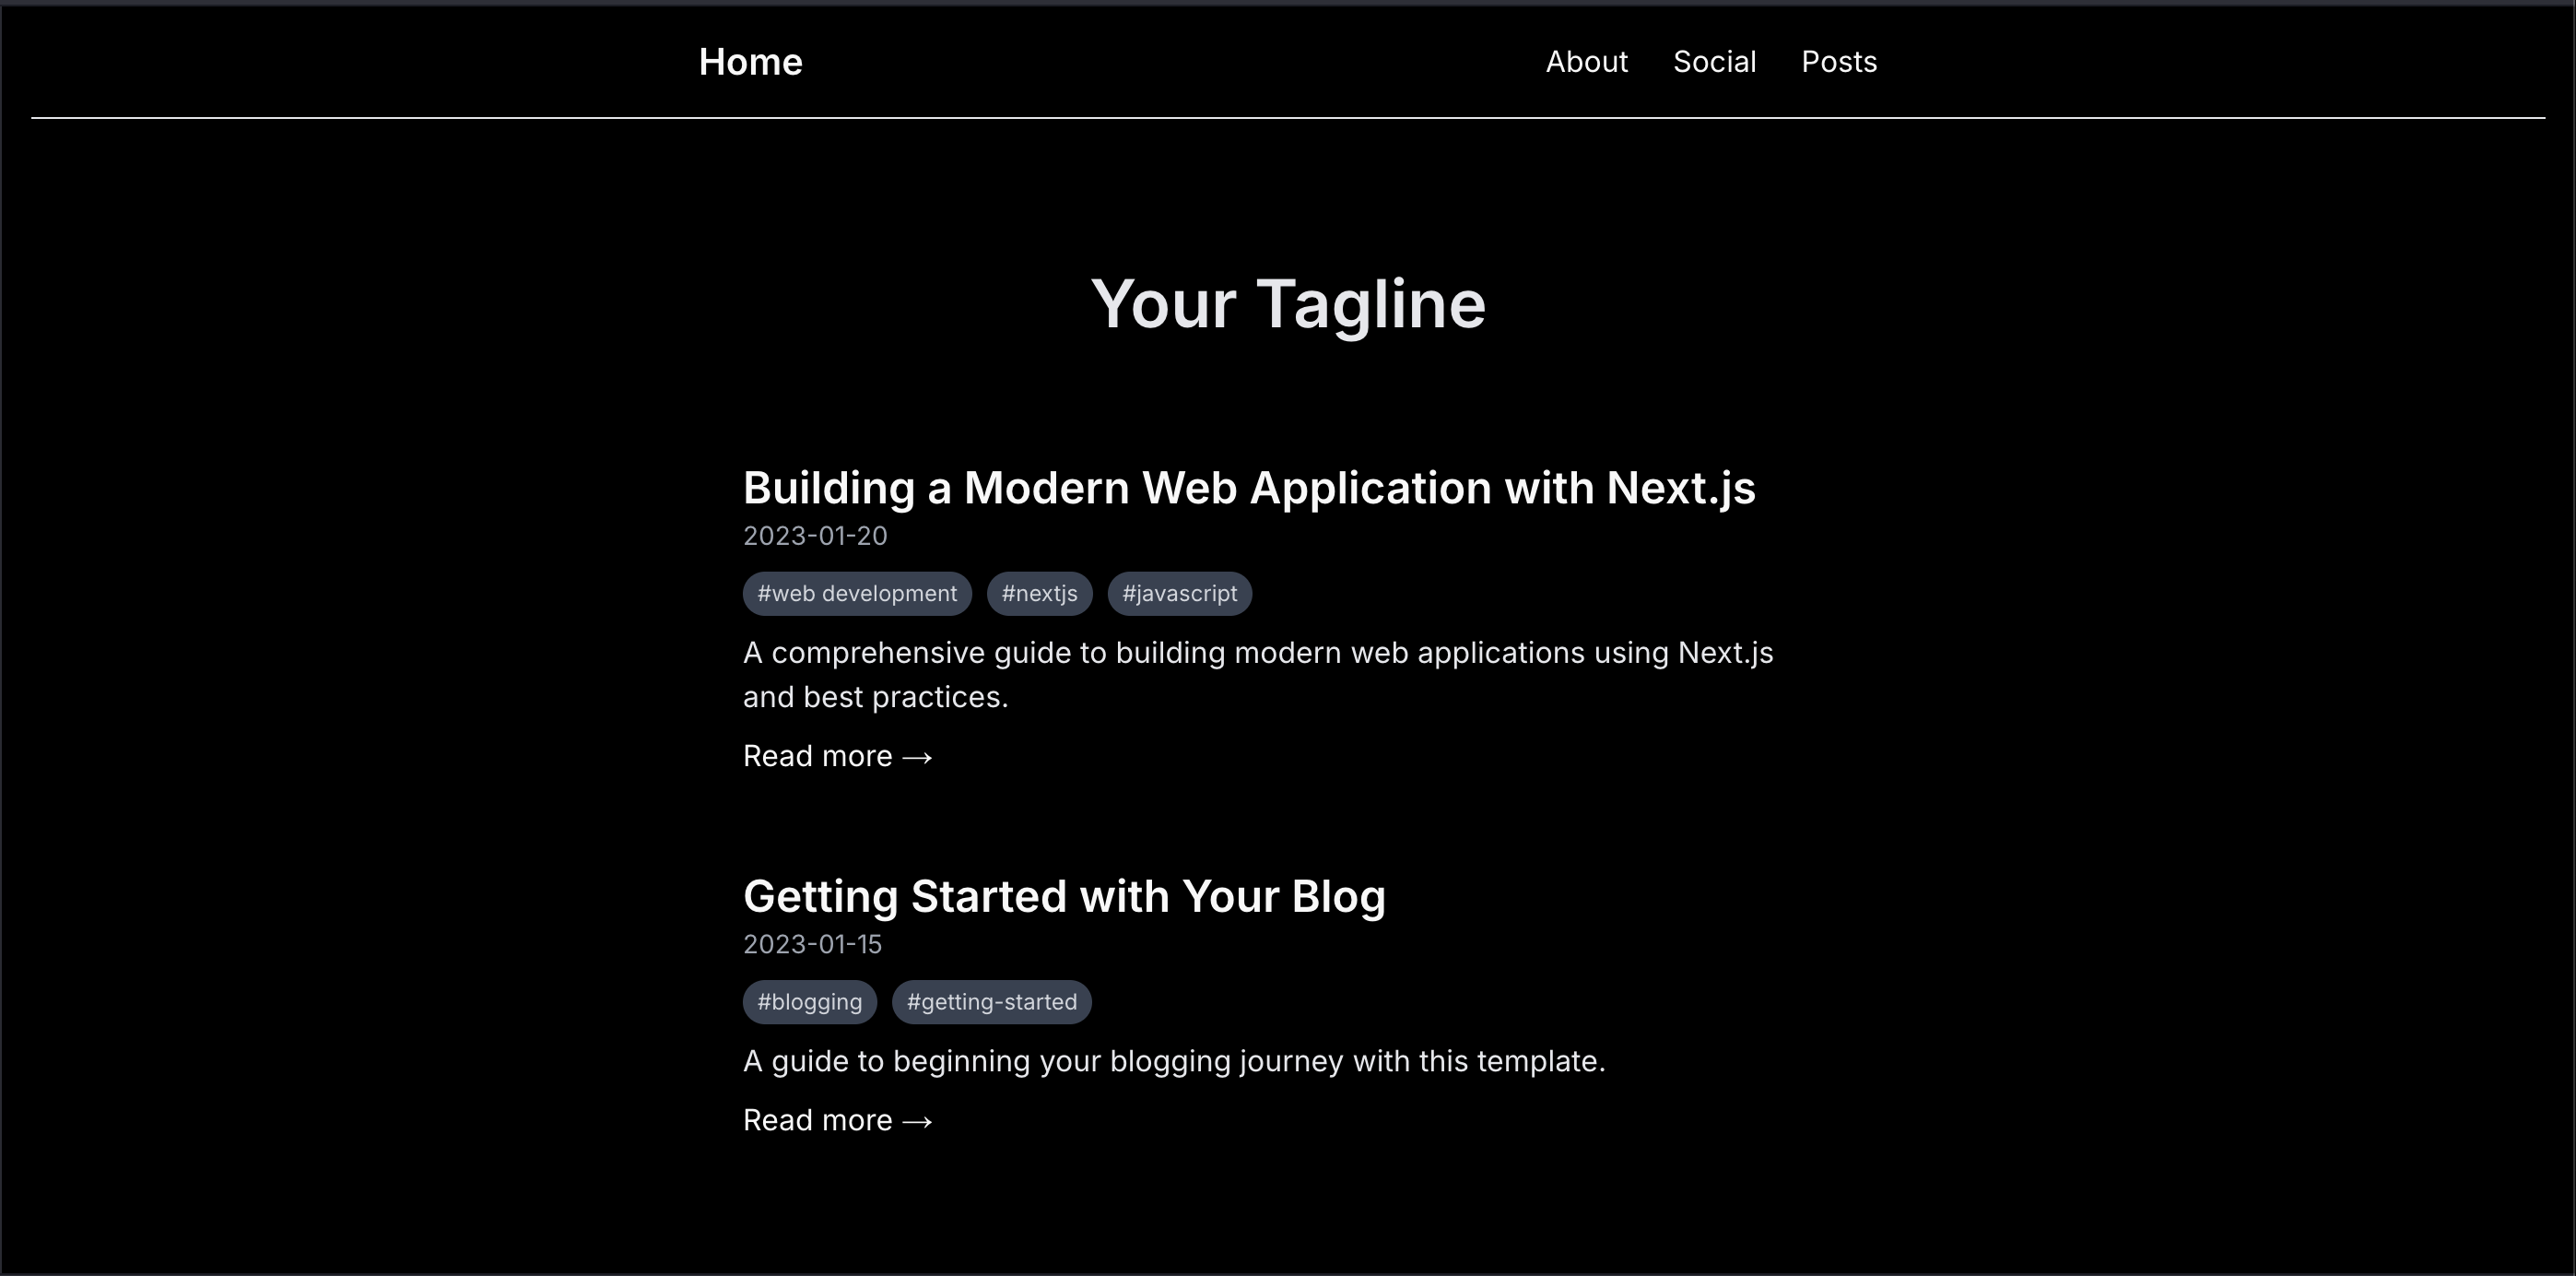 Home
About Social Posts
Your Tagline
Building a Modern Web Application with Next.js
2023-01-20
#web development #nextjs #javascript
A comprehensive guide to building modern web applications using Next.js
and best practices.
Read more →
Getting Started with Your Blog
2023-01-15
#blogging #getting-started
A guide to beginning your blogging journey with this template.
Read more →